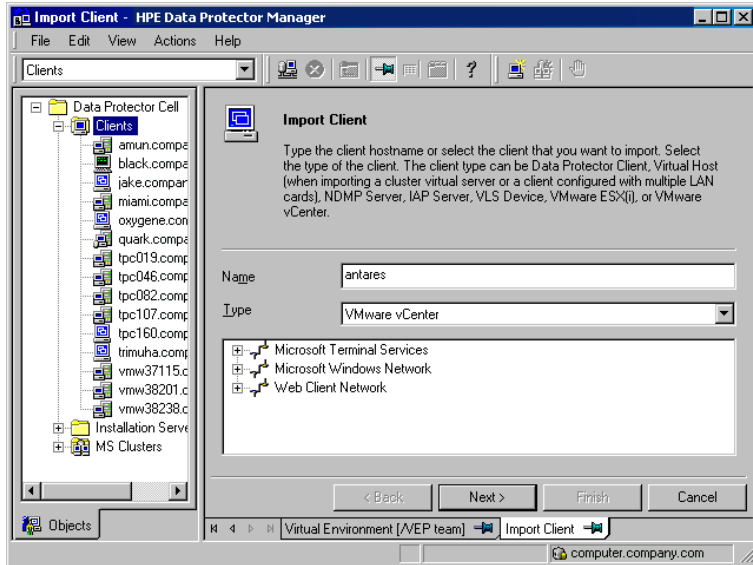 Import Client - HPE Data Protector Manager
File Edit View Actions Help
Clients
Data Protector Cell
Clients
amun.compa
black.compa
jake.compar
miami.compa
oxygene.con
quark.compa
tpc019.comp
tpc046.comp
tpc082.comp
tpc107.comp
tpc160.comp
trimuha.comp
vmw37115.c
vmw38201.c
vmw38238.c
Installation Serve
MS Clusters
Objects
Import Client
Type the client hostname or select the client that you want to import. Select
the type of the client. The client type can be Data Protector Client, Virtual Host
(when importing a cluster virtual server or a client configured with multiple LAN
cards), NDMP Server, IAP Server, VLS Device, VMware ESX(i), or VMware
vCenter.
Name antares
Type VMware vCenter
Microsoft Terminal Services
Microsoft Windows Network
Web Client Network
< Back Next > Finish Cancel
Virtual Environment [/VEP team] Import Client
computer.company.com